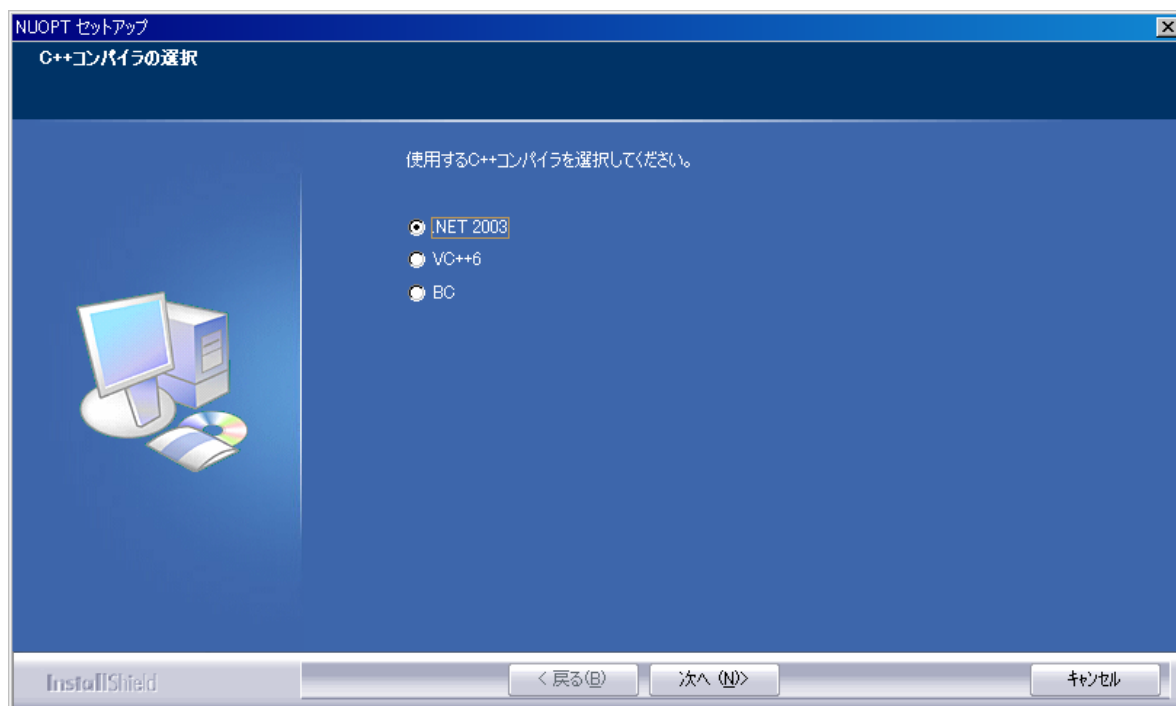 NUOPT セットアップ
C++コンパイラの選択
使用するC++コンパイラを選択してください。
.NET 2003
VC++6
BC
InstallShield
< 戻る(B)
次へ (N)>
キャンセル